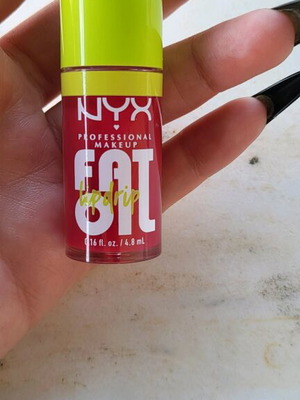 NYX
PROFESSIONAL
MAKEUP
FAT
OIL
lip drip
0.16 fl. oz. / 4.8 mL